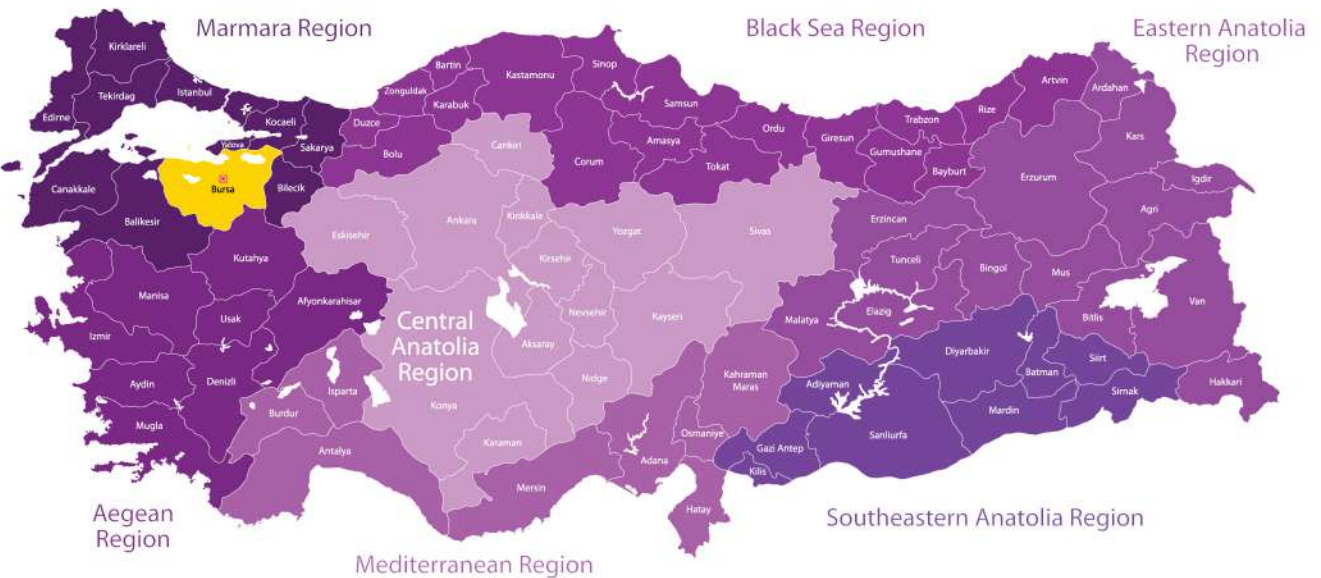 Marmara Region
Black Sea Region
Eastern Anatolia
Region
Kirklareli
Tekirdag
Istanbul
Edirne
Kocaeli
Yalova
Sakarya
Canakkale
Bursa
Bilecik
Balikesir
Bartin
Zonguldak
Karabuk
Kastamonu
Sinop
Samsun
Duzce
Bolu
Cankiri
Corum
Amasya
Tokat
Ordu
Giresun
Trabzon
Gumushane
Bayburt
Rize
Artvin
Ardahan
Kars
Igdir
Erzurum
Agri
Erzincan
Eskisehir
Ankara
Kirikkale
Yozgat
Sivas
Kirsehir
Kutahya
Manisa
Usak
Afyonkarahisar
Izmir
Aydin
Denizli
Mugla
Central
Anatolia
Region
Nevsehir
Aksaray
Kayseri
Nidge
Konya
Karaman
Tunceli
Bingol
Mus
Elazig
Malatya
Bitlis
Van
Hakkari
Isparta
Burdur
Antalya
Mersin
Adana
Osmaniye
Kahraman
Maras
Hatay
Diyarbakir
Siirt
Batman
Sirnak
Mardin
Adiyaman
Sanliurfa
Gazi Antep
Kilis
Aegean
Region
Mediterranean Region
Southeastern Anatolia Region